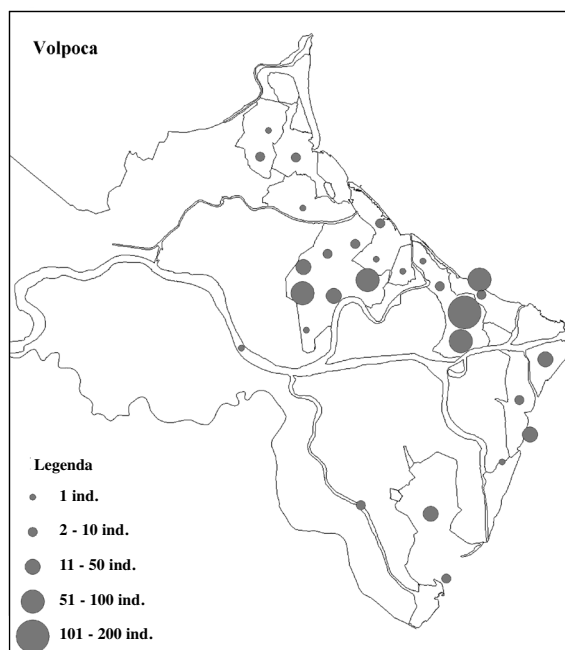 Volpoca
Legenda
1 ind.
2 - 10 ind.
11 - 50 ind.
51 - 100 ind.
101 - 200 ind.